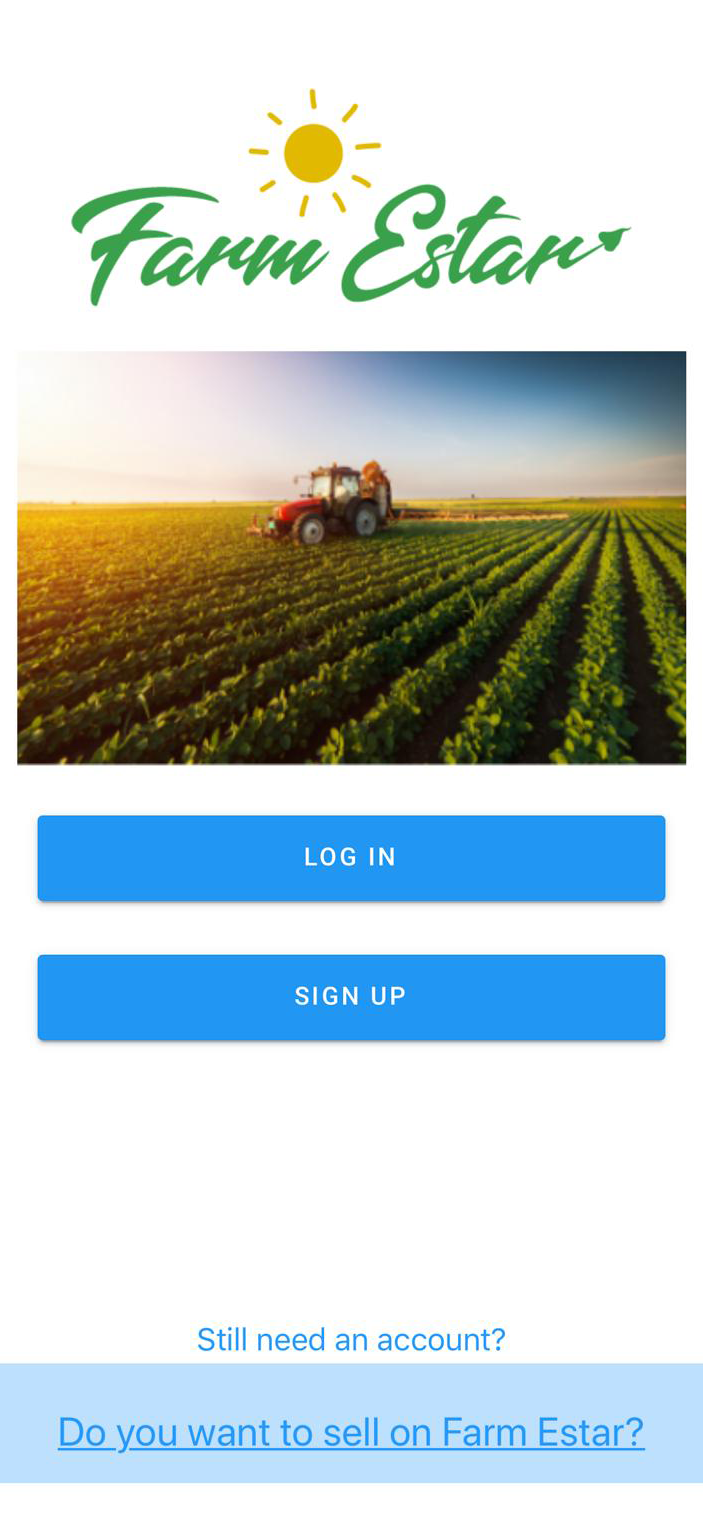 Farm Estar
LOG IN
SIGN UP
Still need an account?
Do you want to sell on Farm Estar?